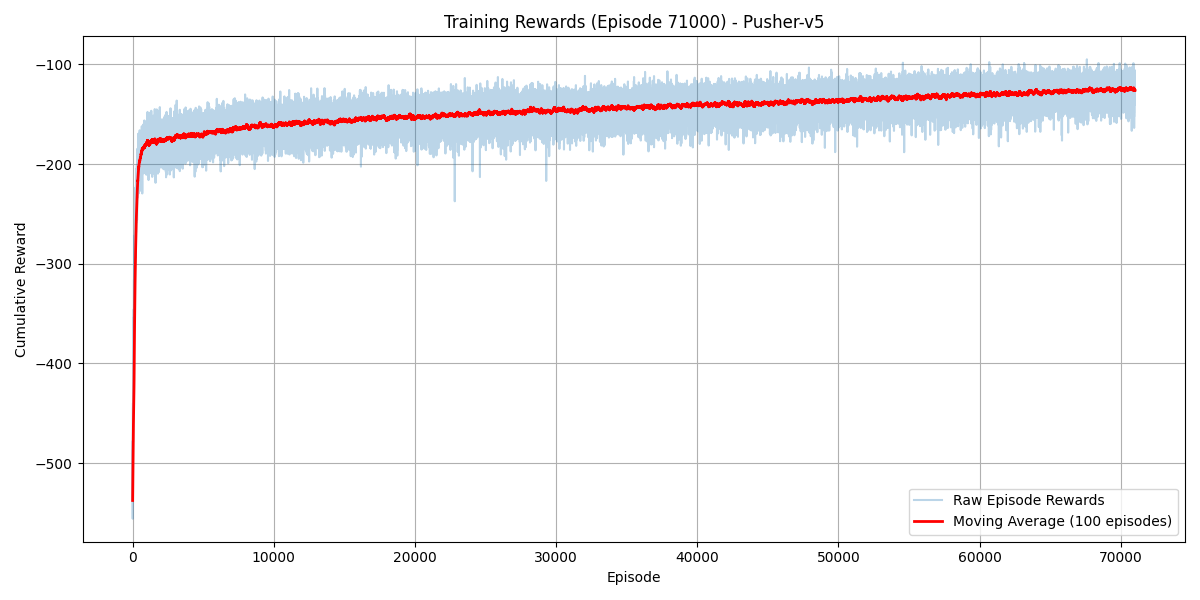 Training Rewards (Episode 71000) - Pusher-v5
Cumulative Reward
−100
−200
−300
−400
−500
0
10000
20000
30000
40000
50000
60000
70000
Episode
Raw Episode Rewards
Moving Average (100 episodes)